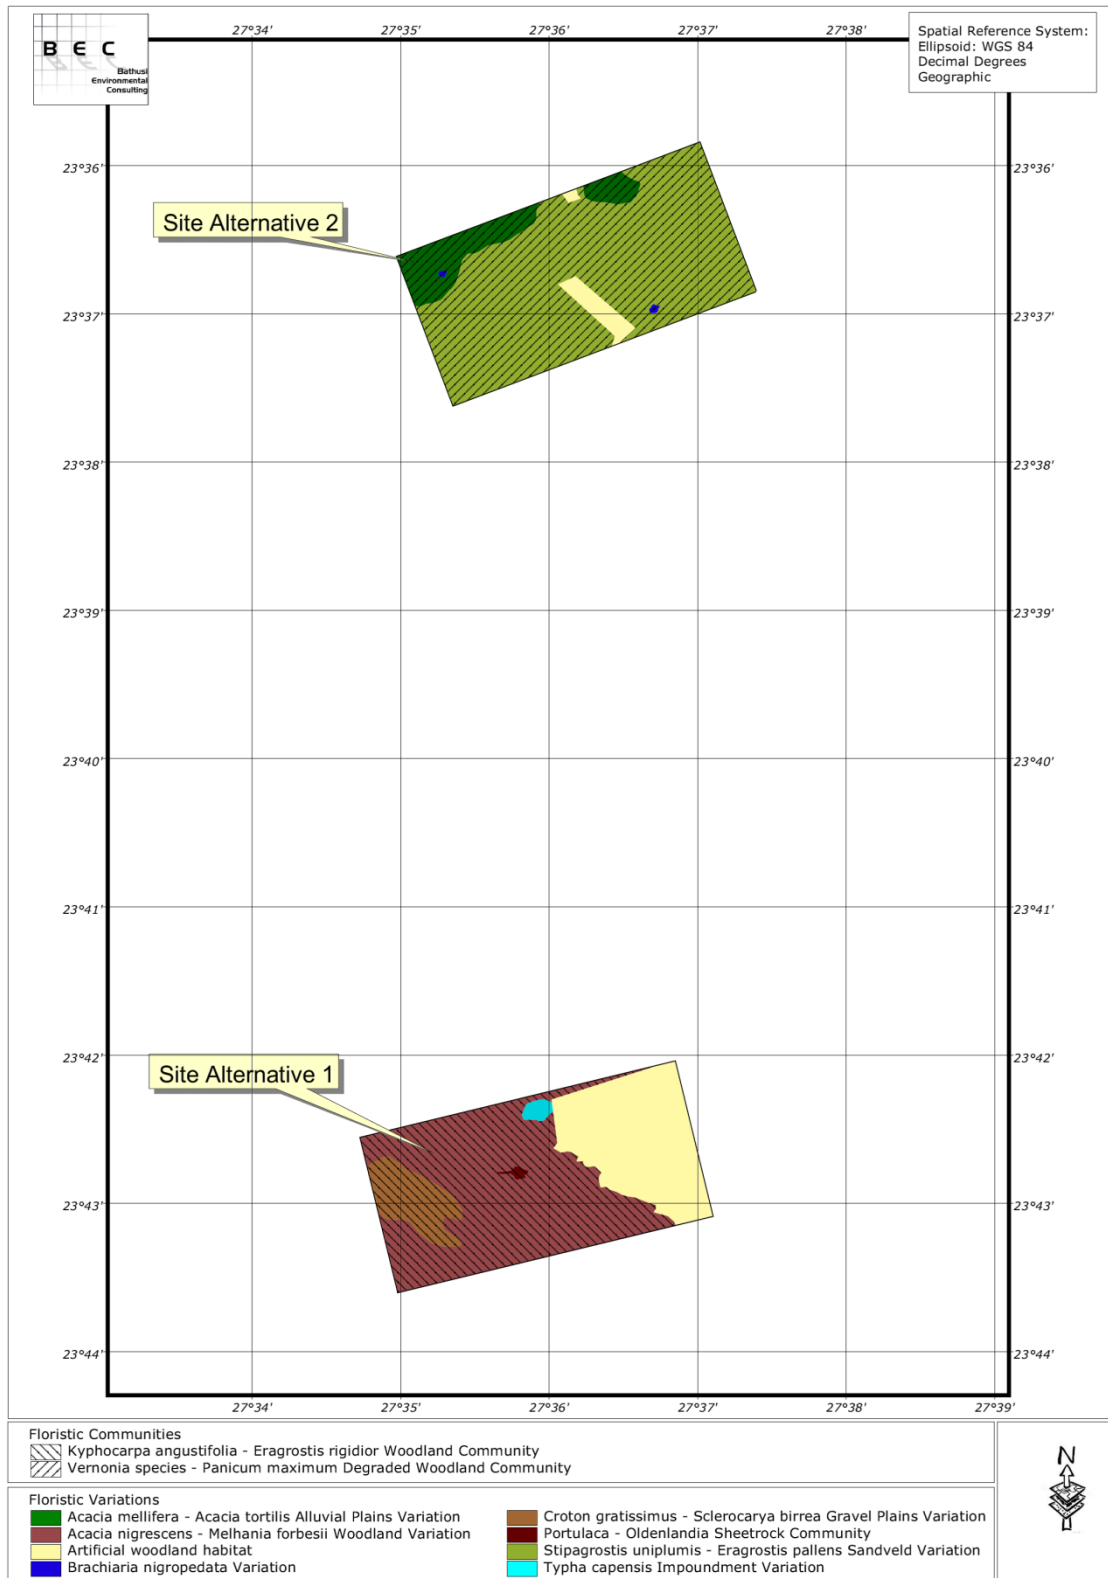 27°34' 27°35' 27°36' 27°37' 27°38'
Spatial Reference System:
Ellipsoid: WGS 84
Decimal Degrees
Geographic
B E C
Bathusi
Environmental
Consulting
23°36' 23°36'
Site Alternative 2
23°37' 23°37'
23°38' 23°38'
23°39' 23°39'
23°40' 23°40'
23°41' 23°41'
23°42' 23°42'
Site Alternative 1
23°43' 23°43'
23°44' 23°44'
27°34' 27°35' 27°36' 27°37' 27°38' 27°39'
Floristic Communities
Kyphocarpa angustifolia - Eragrostis rigidior Woodland Community
Vernonia species - Panicum maximum Degraded Woodland Community
N
Floristic Variations
Acacia mellifera - Acacia tortilis Alluvial Plains Variation
Acacia nigrescens - Melhania forbesii Woodland Variation
Artificial woodland habitat
Brachiaria nigropedata Variation
Croton gratissimus - Sclerocarya birrea Gravel Plains Variation
Portulaca - Oldenlandia Sheetrock Community
Stipagrostis uniplumis - Eragrostis pallens Sandveld Variation
Typha capensis Impoundment Variation